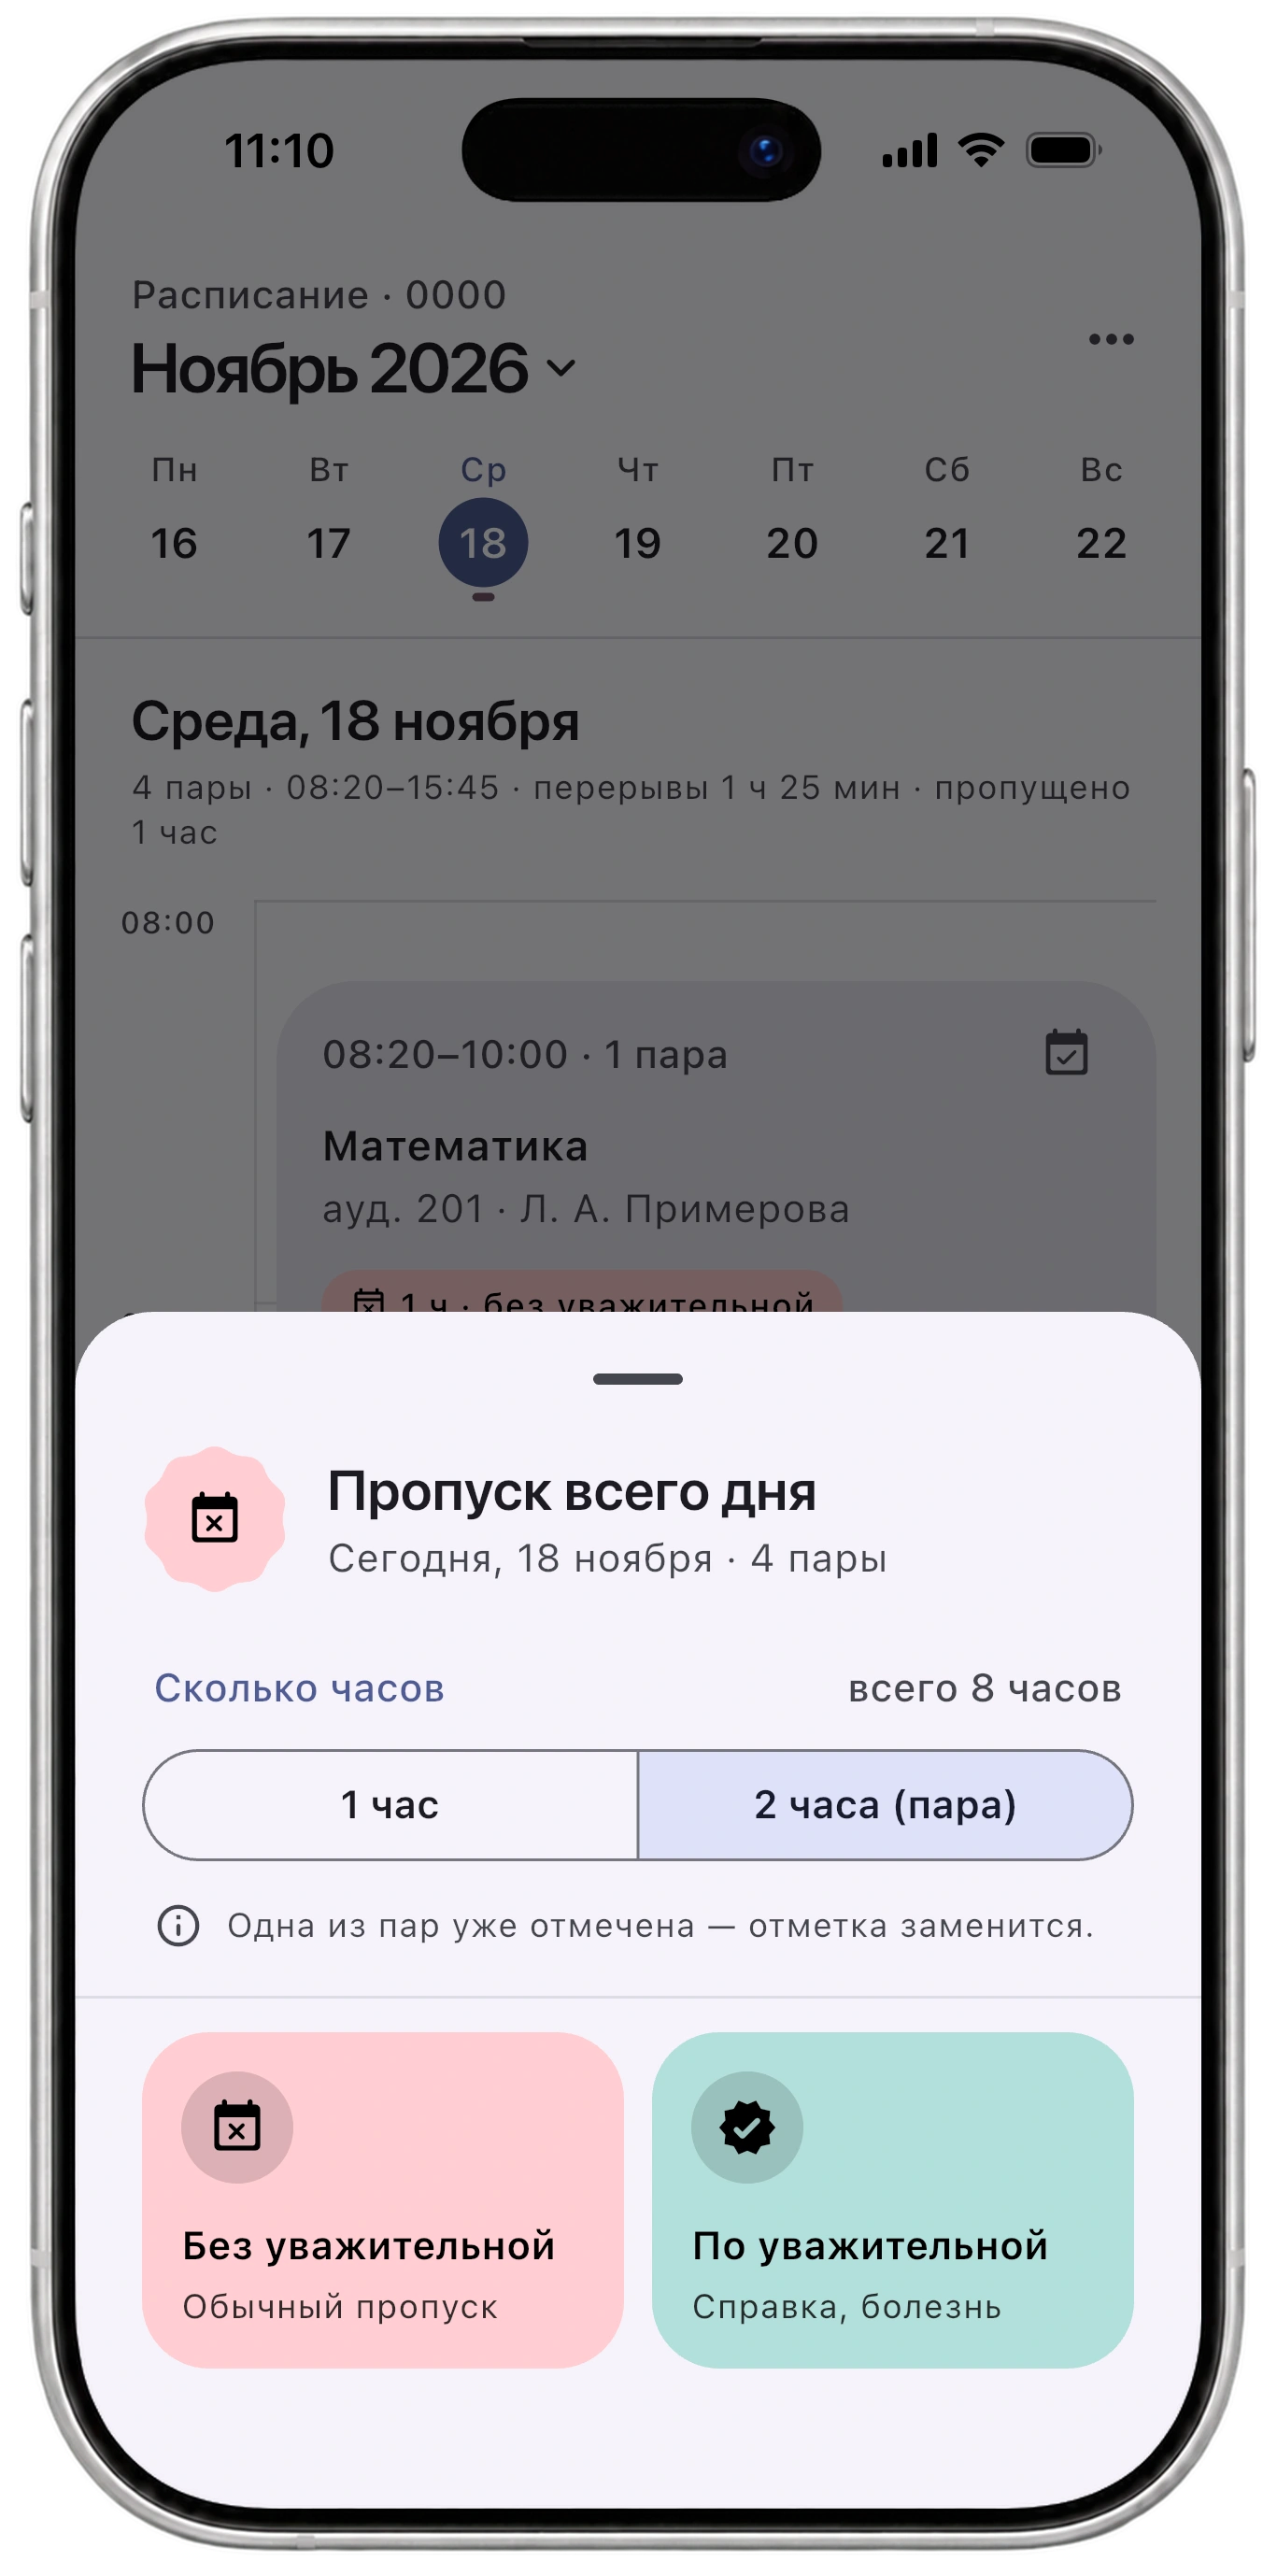 11:10
Расписание · 0000
Ноябрь 2026
Пн Вт Ср Чт Пт Сб Вс
16 17 18 19 20 21 22
Среда, 18 ноября
4 пары · 08:20–15:45 · перерывы 1 ч 25 мин · пропущено
1 час
08:00
08:20–10:00 · 1 пара
Математика
ауд. 201 · Л. А. Примерова
1 ч · без уважительной
Пропуск всего дня
Сегодня, 18 ноября · 4 пары
Сколько часов
всего 8 часов
1 час
2 часа (пара)
Одна из пар уже отмечена — отметка заменится.
Без уважительной
Обычный пропуск
По уважительной
Справка, болезнь